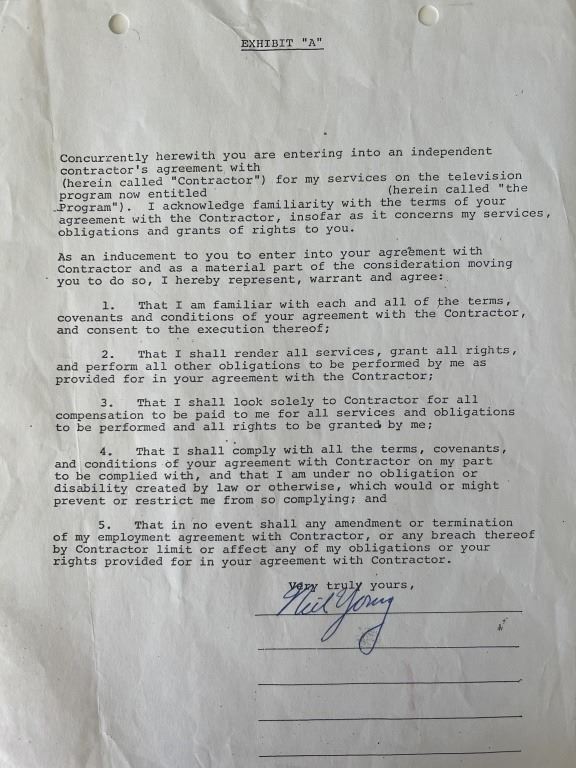 EXHIBIT "A"
Concurrently herewith you are entering into an independent
contractor's agreement with
(herein called "Contractor") for my services on the television
program now entitled (herein called "the
Program"). I acknowledge familiarity with the terms of your
agreement with the Contractor, insofar as it concerns my services,
obligations and grants of rights to you.
As an inducement to you to enter into your agreement with
Contractor and as a material part of the consideration moving
you to do so, I hereby represent, warrant and agree:
1. That I am familiar with each and all of the terms,
covenants and conditions of your agreement with the Contractor,
and consent to the execution thereof;
2. That I shall render all services, grant all rights,
and perform all other obligations to be performed by me as
provided for in your agreement with the Contractor;
3. That I shall look solely to Contractor for all
compensation to be paid to me for all services and obligations
to be performed and all rights to be granted by me;
4. That I shall comply with all the terms, covenants,
and conditions of your agreement with Contractor on my part
to be complied with, and that I am under no obligation or
disability created by law or otherwise, which would or might
prevent or restrict me from so complying; and
5. That in no event shall any amendment or termination
of my employment agreement with Contractor, or any breach thereof
by Contractor limit or affect any of my obligations or your
rights provided for in your agreement with Contractor.
Very truly yours,
Neil Young